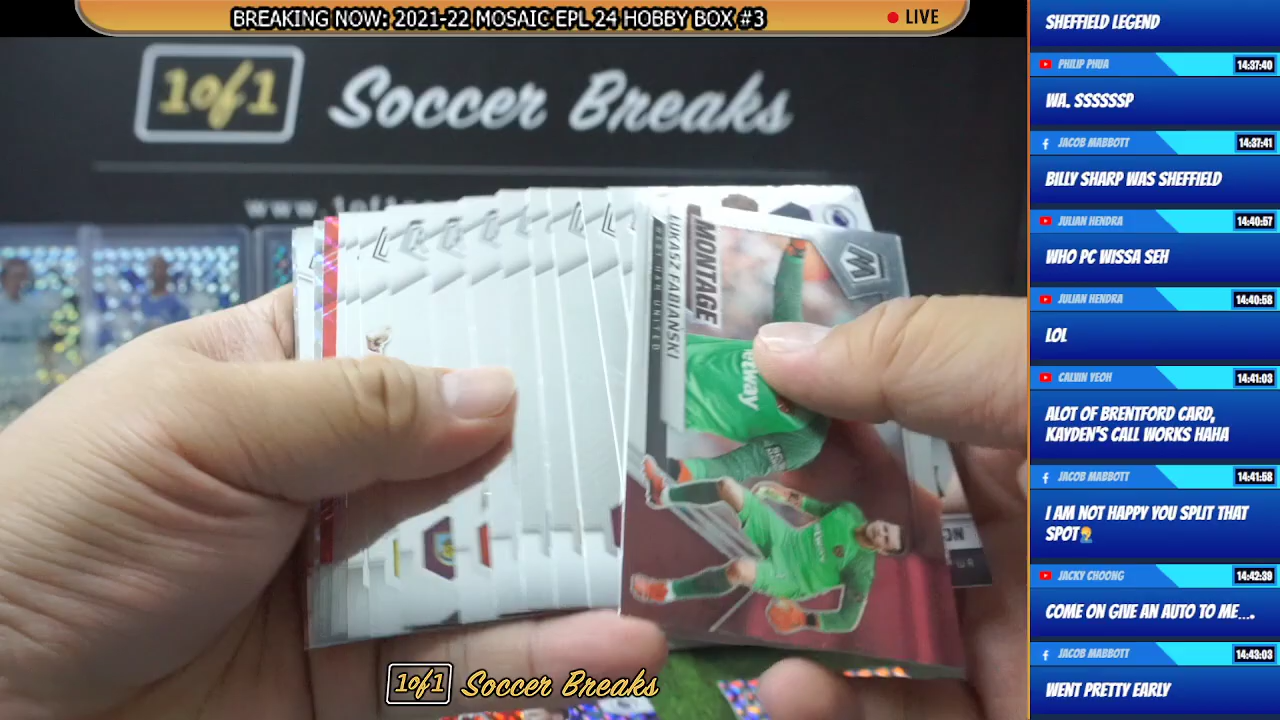 BREAKING NOW: 2021-22 MOSAIC EPL 24 HOBBY BOX #3
LIVE
1of1 Soccer Breaks
MONTAGE
LUKASZ FABIANSKI
WEST HAM UNITED
M
1of1 Soccer Breaks
SHEFFIELD LEGEND
PHILIP PHUA 14:37:40
WA. SSSSSSP
JACOB MABBOTT 14:37:41
BILLY SHARP WAS SHEFFIELD
JULIAN HENDRA 14:40:57
WHO PC WISSA SEH
JULIAN HENDRA 14:40:58
LOL
CALVIN YEOH 14:41:03
ALOT OF BRENTFORD CARD,
KAYDEN'S CALL WORKS HAHA
JACOB MABBOTT 14:41:58
I AM NOT HAPPY YOU SPLIT THAT
SPOT🤦
JACKY CHOONG 14:42:39
COME ON GIVE AN AUTO TO ME....
JACOB MABBOTT 14:43:03
WENT PRETTY EARLY